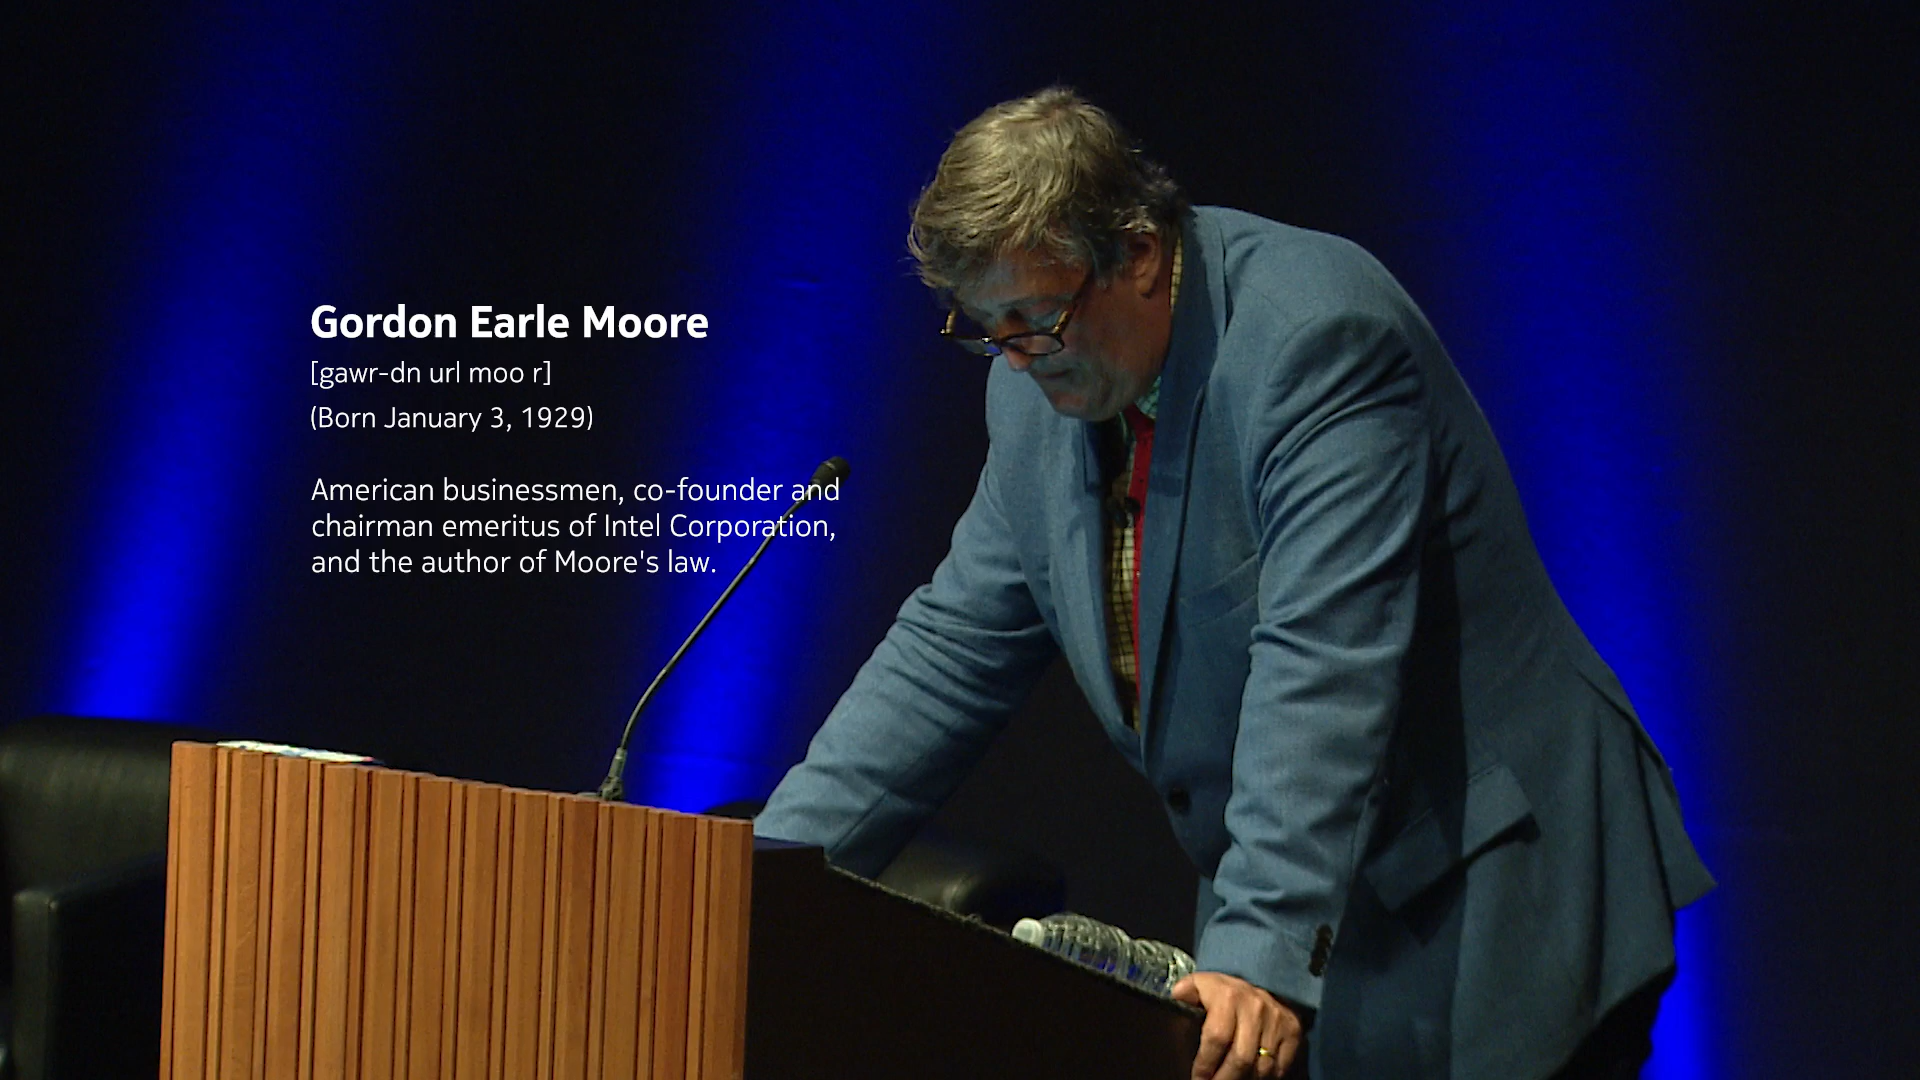 Gordon Earle Moore
[gawr-dn url moo r]
(Born January 3, 1929)
American businessmen, co-founder and
chairman emeritus of Intel Corporation,
and the author of Moore's law.